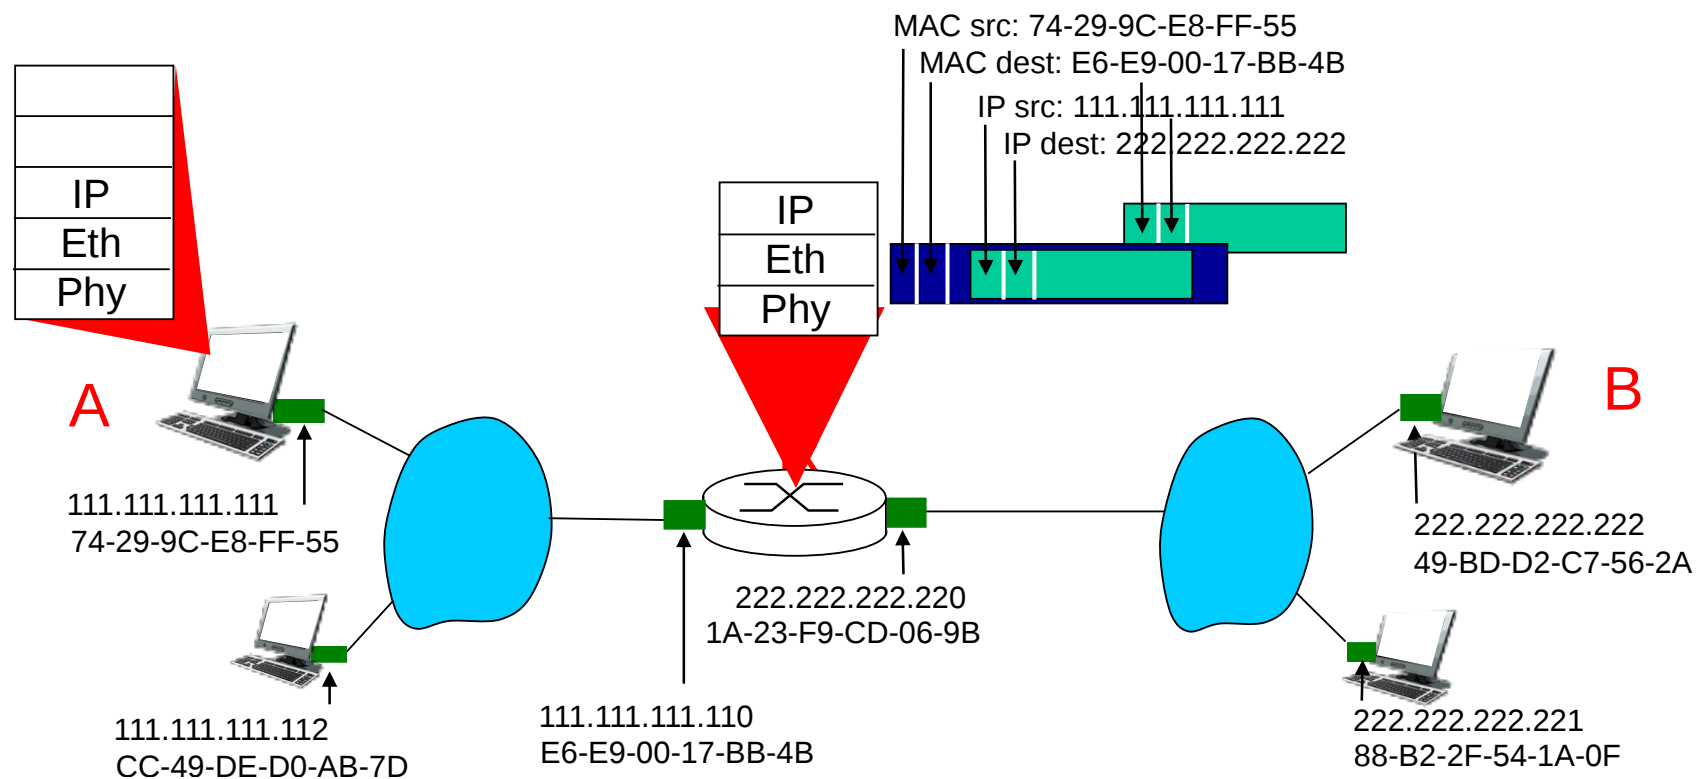 MAC src: 74-29-9C-E8-FF-55
MAC dest: E6-E9-00-17-BB-4B
IP src: 111.111.111.111
IP dest: 222.222.222.222
IP
Eth
Phy
IP
Eth
Phy
A
B
111.111.111.111
74-29-9C-E8-FF-55
222.222.222.222
49-BD-D2-C7-56-2A
222.222.222.220
1A-23-F9-CD-06-9B
111.111.111.112
CC-49-DE-D0-AB-7D
111.111.111.110
E6-E9-00-17-BB-4B
222.222.222.221
88-B2-2F-54-1A-0F